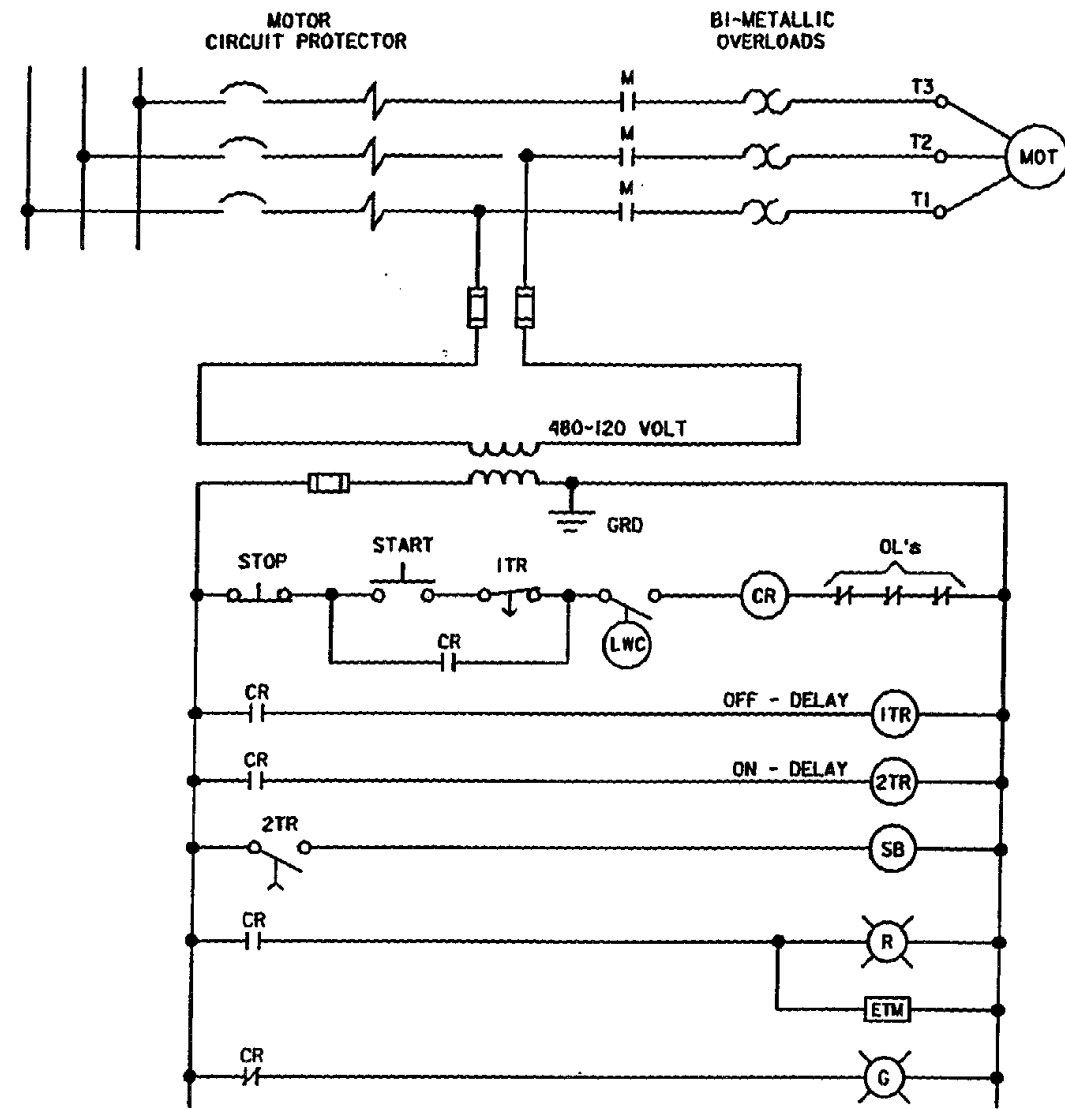 MOTOR
CIRCUIT PROTECTOR
BI-METALLIC
OVERLOADS
M
T3
M
T2
MOT
M
T1
480-120 VOLT
GRD
STOP
START
1TR
OL's
CR
CR
LWC
CR
OFF - DELAY
1TR
CR
ON - DELAY
2TR
2TR
SB
CR
R
ETM
CR
G